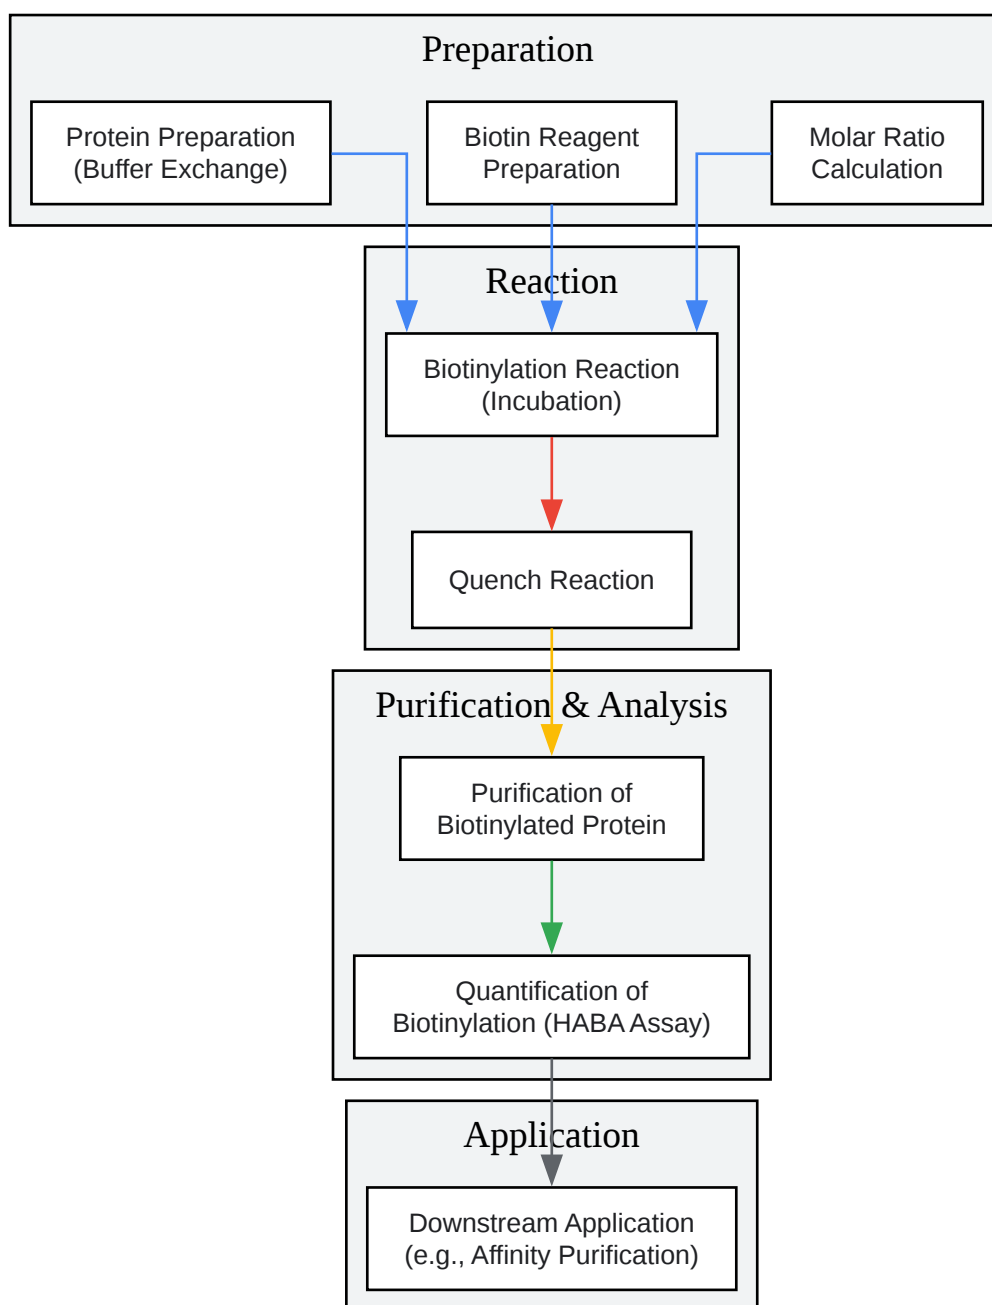 Preparation
Protein Preparation
(Buffer Exchange)
Biotin Reagent
Preparation
Molar Ratio
Calculation
Reaction
Biotinylation Reaction
(Incubation)
Quench Reaction
Purification & Analysis
Purification of
Biotinylated Protein
Quantification of
Biotinylation (HABA Assay)
Application
Downstream Application
(e.g., Affinity Purification)